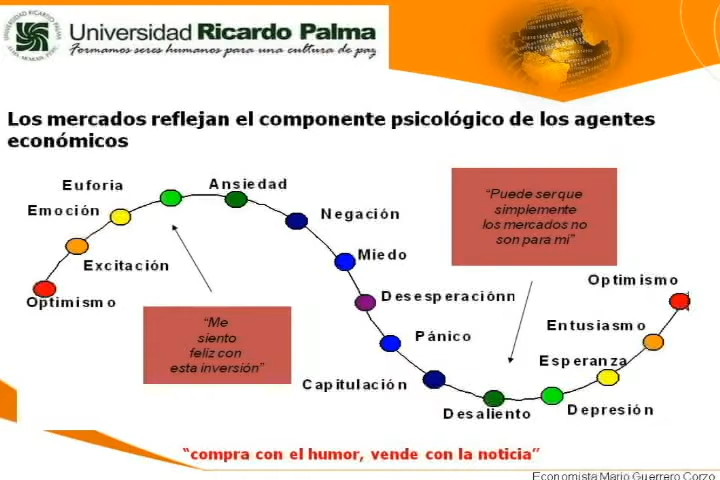 Universidad Ricardo Palma
Formamos seres humanos para una cultura de paz
Los mercados reflejan el componente psicológico de los agentes
económicos
Euforia
Ansiedad
Emoción
Negación
Excitación
Miedo
Optimismo
Desesperaciónn
Pánico
Capitulación
Desaliento
Depresión
Esperanza
Entusiasmo
Optimismo
“Me
siento
feliz con
esta inversión”
“Puede ser que
simplemente
los mercados no
son para mi”
“compra con el humor, vende con la noticia”
Economista Mario Guerrero Corzo